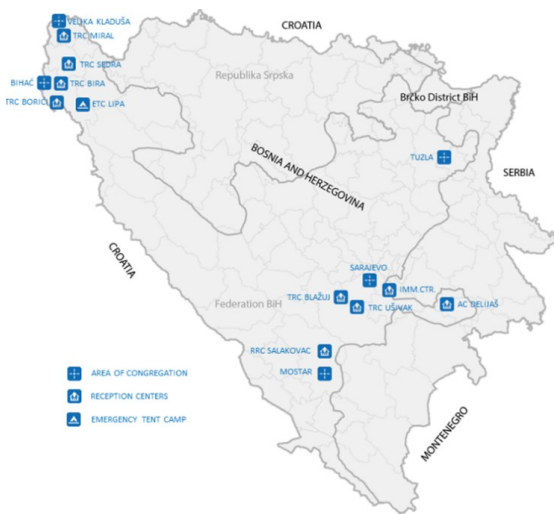 CROATIA
VELIKA KLADUŠA
TRC MIRAL
TRC SEDRA
Republika Srpska
BIHAĆ
TRC BIRA
TRC BORIĆI
ETC LIPA
Brčko District BiH
BOSNIA AND HERZEGOVINA
TUZLA
SERBIA
CROATIA
SARAJEVO
IMM.CTR.
TRC BLAŽUJ
Federation BiH
TRC UŠIVAK
AC DELIJAŠ
RRC SALAKOVAC
MOSTAR
AREA OF CONGREGATION
RECEPTION CENTERS
EMERGENCY TENT CAMP
MONTENEGRO